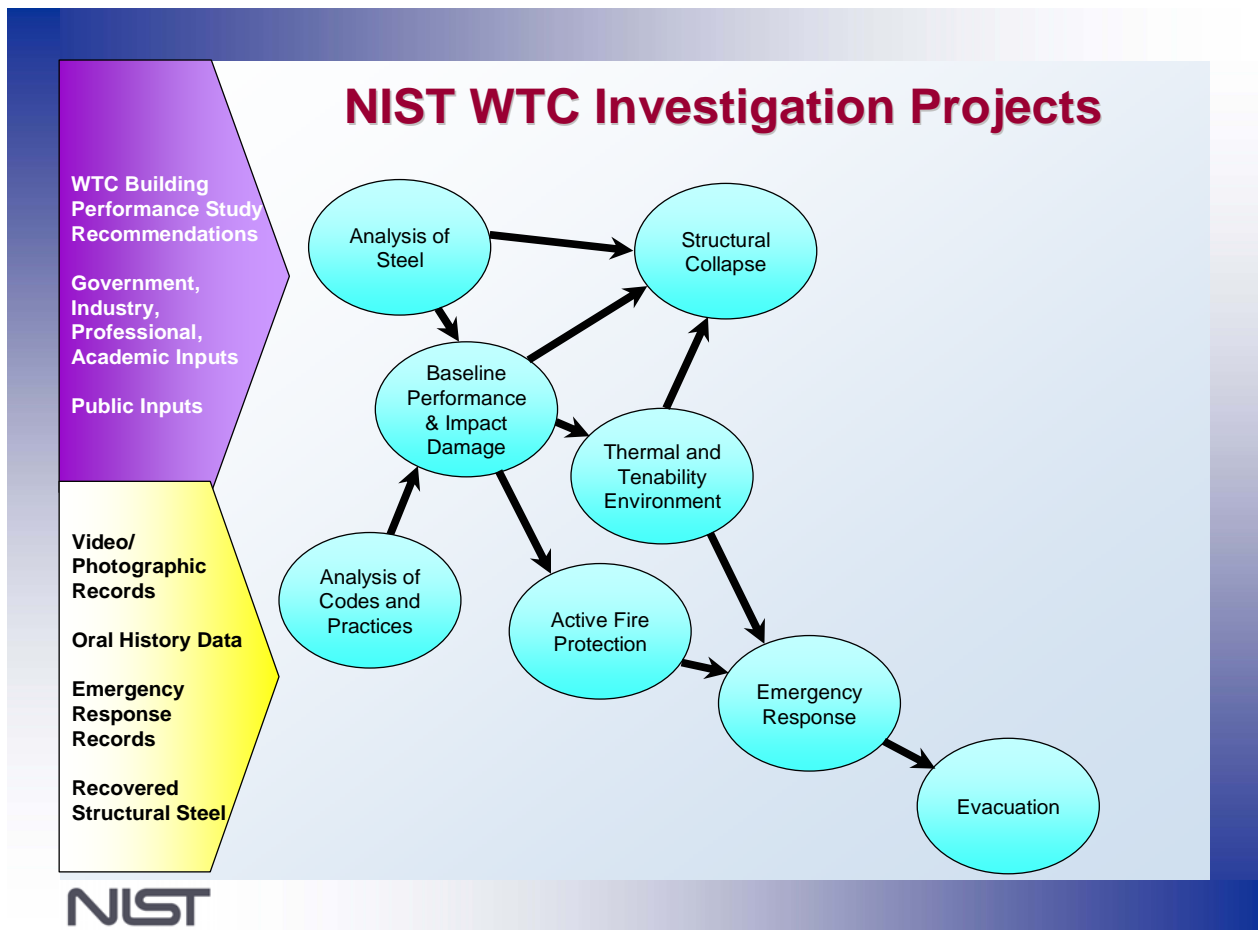 NIST WTC Investigation Projects
WTC Building
Performance Study
Recommendations
Government,
Industry,
Professional,
Academic Inputs
Public Inputs
Video/
Photographic
Records
Oral History Data
Emergency
Response
Records
Recovered
Structural Steel
Analysis of
Steel
Structural
Collapse
Baseline
Performance
& Impact
Damage
Thermal and
Tenability
Environment
Analysis of
Codes and
Practices
Active Fire
Protection
Emergency
Response
Evacuation
NIST